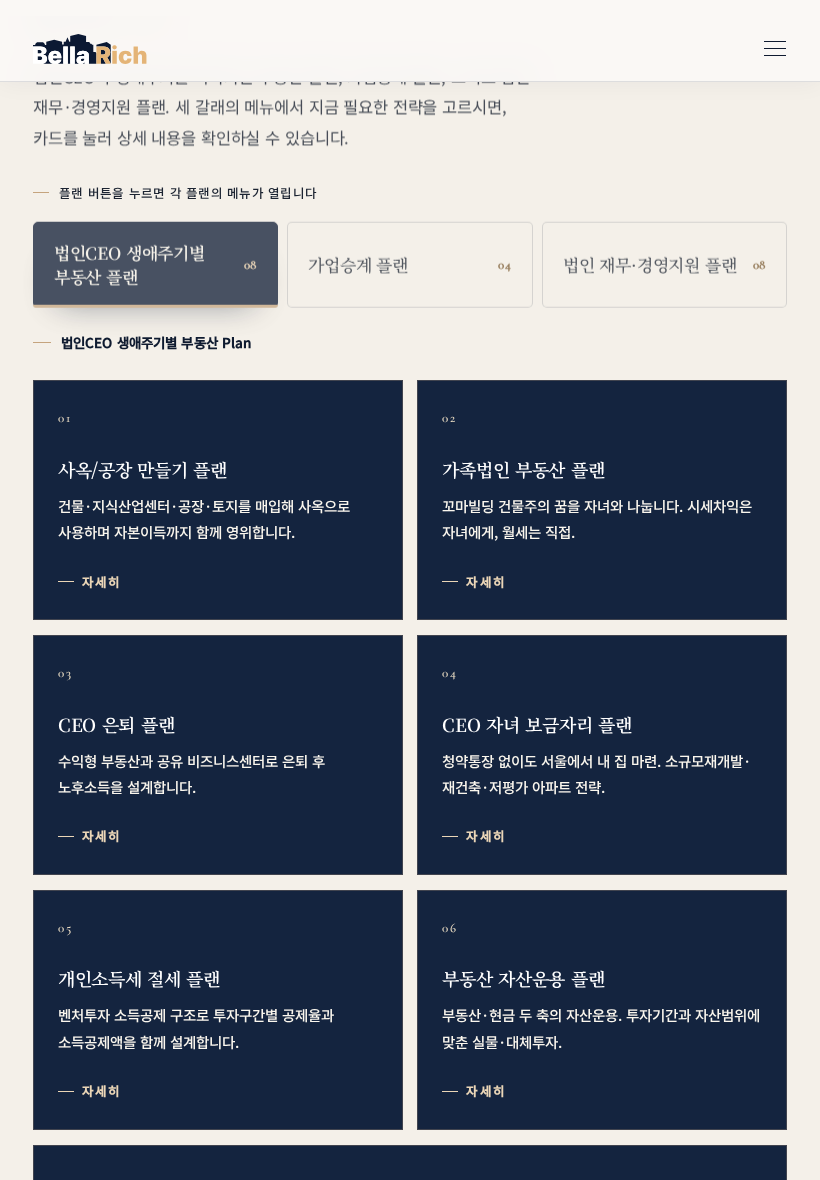 Bella Rich
재무·경영지원 플랜. 세 갈래의 메뉴에서 지금 필요한 전략을 고르시면,
카드를 눌러 상세 내용을 확인하실 수 있습니다.
플랜 버튼을 누르면 각 플랜의 메뉴가 열립니다
법인CEO 생애주기별
부동산 플랜
08
가업승계 플랜
04
법인 재무·경영지원 플랜
08
법인CEO 생애주기별 부동산 Plan
01
사옥/공장 만들기 플랜
건물·지식산업센터·공장·토지를 매입해 사옥으로
사용하며 자본이득까지 함께 영위합니다.
자세히
02
가족법인 부동산 플랜
꼬마빌딩 건물주의 꿈을 자녀와 나눕니다. 시세차익은
자녀에게, 월세는 직접.
자세히
03
CEO 은퇴 플랜
수익형 부동산과 공유 비즈니스센터로 은퇴 후
노후소득을 설계합니다.
자세히
04
CEO 자녀 보금자리 플랜
청약통장 없이도 서울에서 내 집 마련. 소규모재개발·
재건축·저평가 아파트 전략.
자세히
05
개인소득세 절세 플랜
벤처투자 소득공제 구조로 투자구간별 공제율과
소득공제액을 함께 설계합니다.
자세히
06
부동산 자산운용 플랜
부동산·현금 두 축의 자산운용. 투자기간과 자산범위에
맞춘 실물·대체투자.
자세히